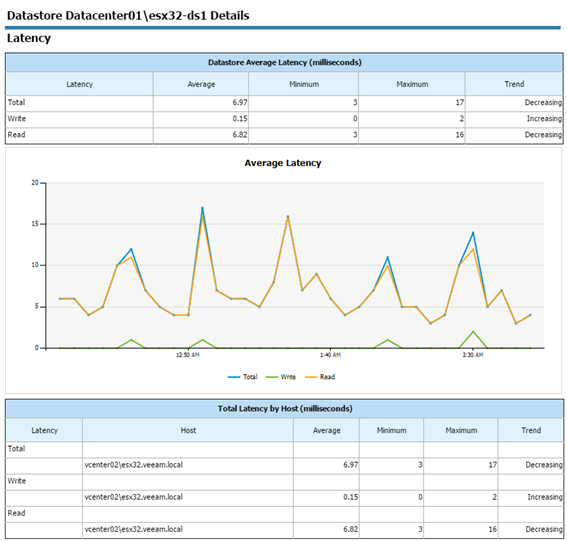 Datastore Datacenter01\esx32-ds1 Details
Latency
Datastore Average Latency (milliseconds)
Latency Average Minimum Maximum Trend
Total 6.97 3 17 Decreasing
Write 0.15 0 2 Increasing
Read 6.82 3 16 Decreasing
Average Latency
20
15
10
5
0
12:50 AM 1:40 AM 2:30 AM
Total Write Read
Total Latency by Host (milliseconds)
Latency Host Average Minimum Maximum Trend
Total
vcenter02\esx32.veeam.local 6.97 3 17 Decreasing
Write
vcenter02\esx32.veeam.local 0.15 0 2 Increasing
Read
vcenter02\esx32.veeam.local 6.82 3 16 Decreasing